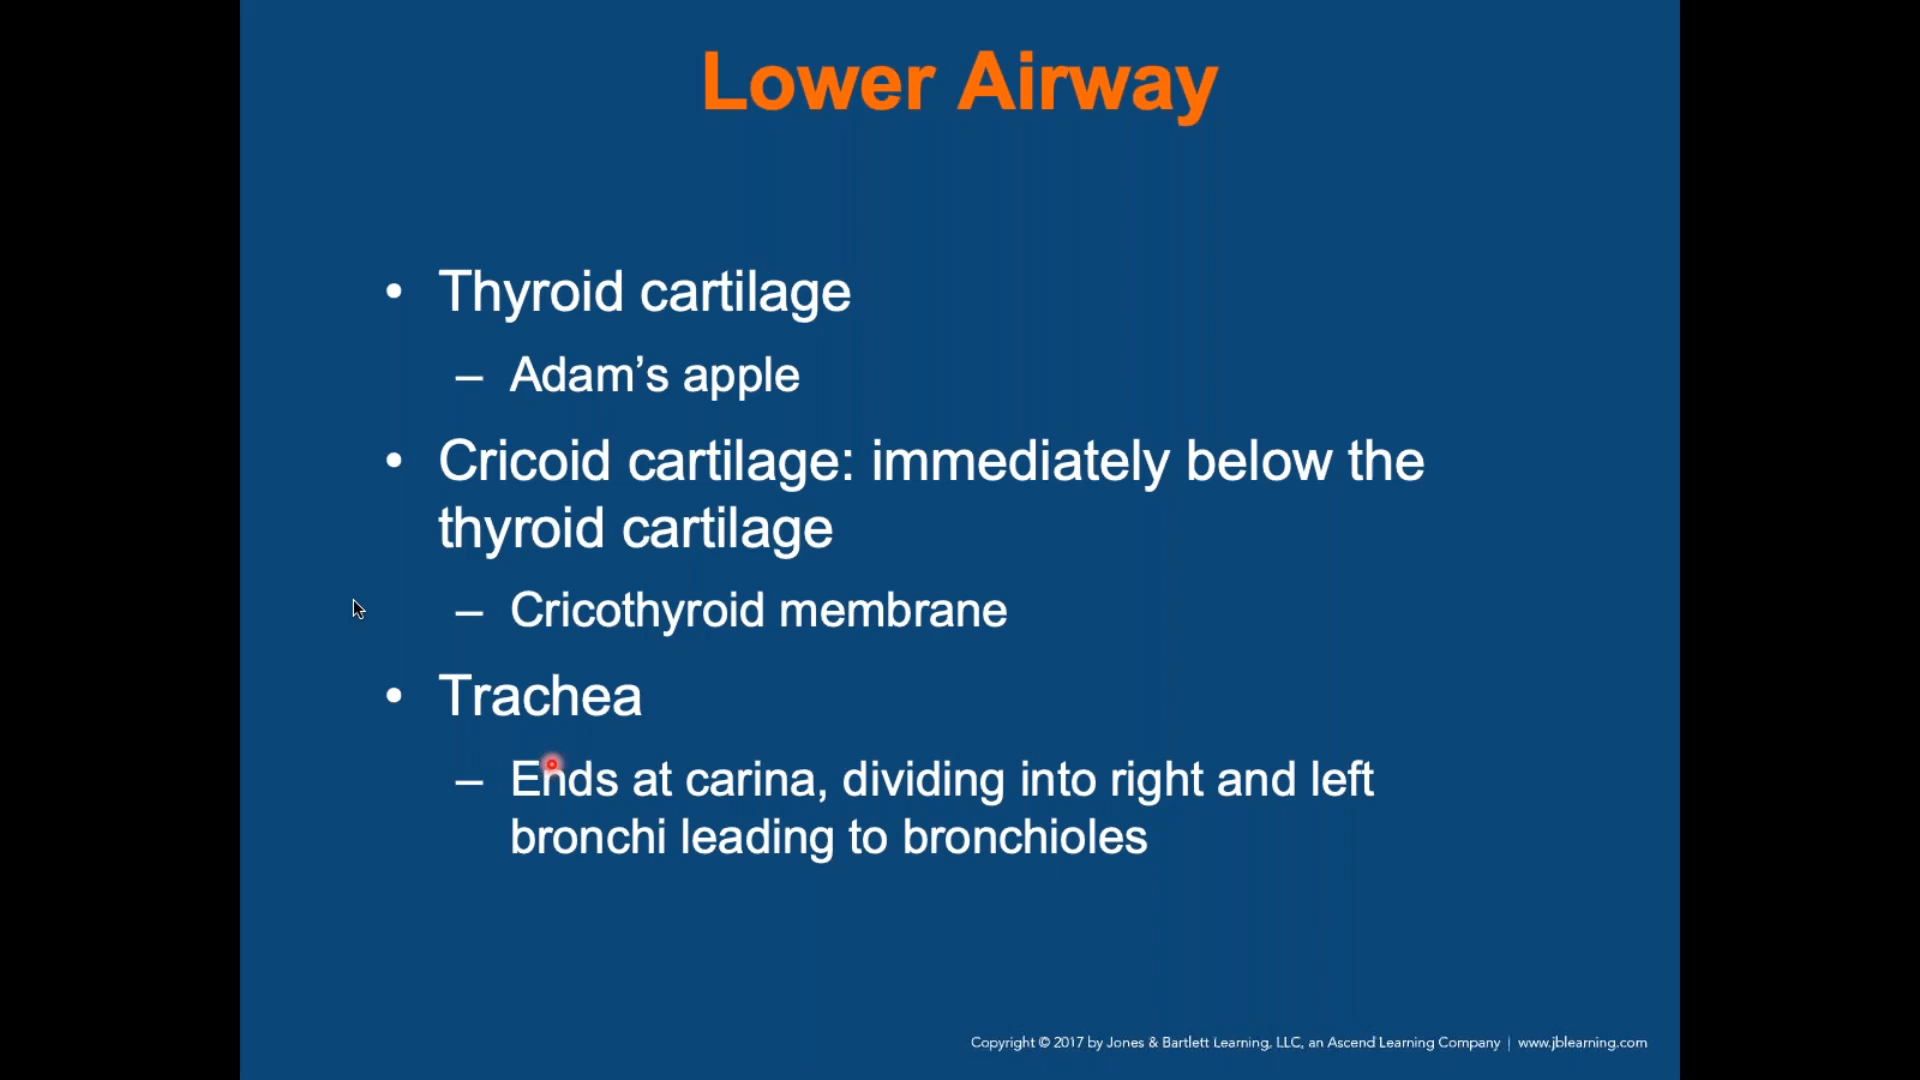 Lower Airway
• Thyroid cartilage
– Adam’s apple
• Cricoid cartilage: immediately below the
thyroid cartilage
– Cricothyroid membrane
• Trachea
– Ends at carina, dividing into right and left
bronchi leading to bronchioles
Copyright © 2017 by Jones & Bartlett Learning, LLC, an Ascend Learning Company | www.jblearning.com